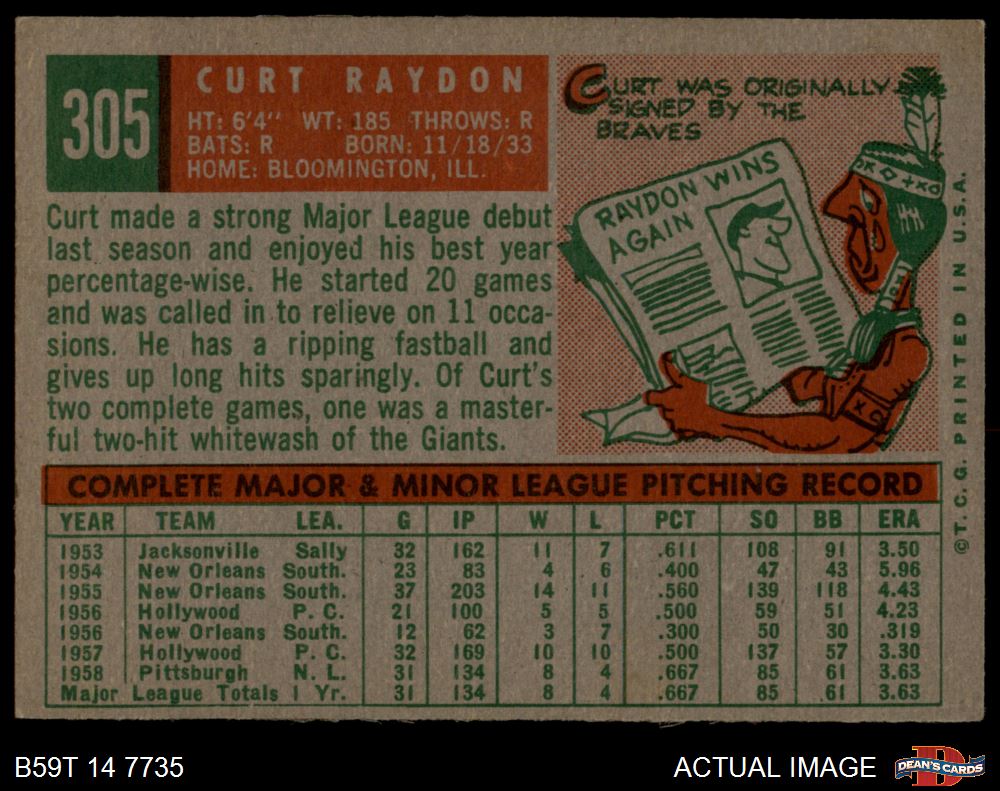 305
CURT RAYDON
HT: 6'4" WT: 185 THROWS: R
BATS: R BORN: 11/18/33
HOME: BLOOMINGTON, ILL.
CURT WAS ORIGINALLY
SIGNED BY THE
BRAVES
RAYDON WINS
AGAIN
Curt made a strong Major League debut
last season and enjoyed his best year
percentage-wise. He started 20 games
and was called in to relieve on 11 occa-
sions. He has a ripping fastball and
gives up long hits sparingly. Of Curt's
two complete games, one was a master-
ful two-hit whitewash of the Giants.
COMPLETE MAJOR & MINOR LEAGUE PITCHING RECORD
YEAR TEAM LEA. G IP W L PCT SO BB ERA
1953 Jacksonville Sally 32 162 11 7 .611 108 91 3.50
1954 New Orleans South. 23 83 4 6 .400 47 43 5.96
1955 New Orleans South. 37 203 14 11 .560 139 118 4.43
1956 Hollywood P. C. 21 100 5 5 .500 59 51 4.23
1956 New Orleans South. 12 62 3 7 .300 50 30 .319
1957 Hollywood P. C. 32 169 10 10 .500 137 57 3.30
1958 Pittsburgh N. L. 31 134 8 4 .667 85 61 3.63
Major League Totals 1 Yr. 31 134 8 4 .667 85 .61 3.63
© T. C. G. PRINTED IN U.S.A.
B59T 14 7735
ACTUAL IMAGE
DEAN'S CARDS